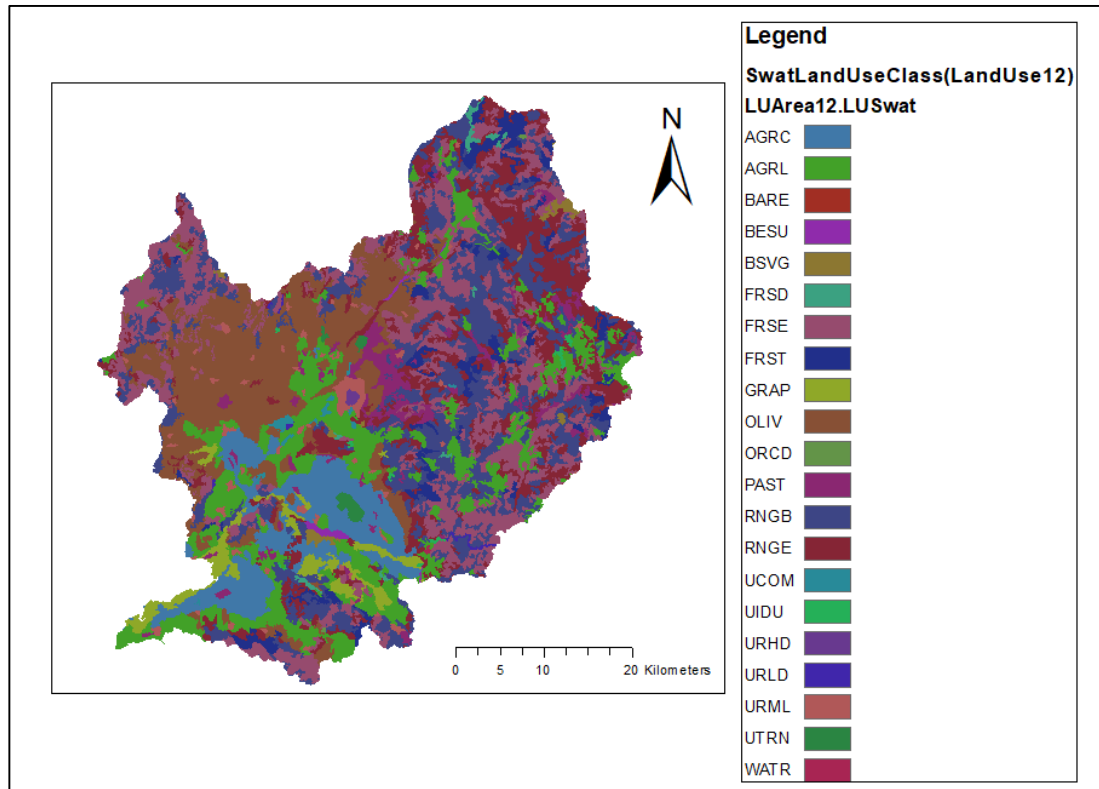 N
0 5 10 20 Kilometers
Legend
SwatLandUseClass(LandUse12)
LUArea12.LUSwat
AGRC
AGRL
BARE
BESU
BSVG
FRSD
FRSE
FRST
GRAP
OLIV
ORCD
PAST
RNGB
RNGE
UCOM
UIDU
URHD
URLD
URML
UTRN
WATR